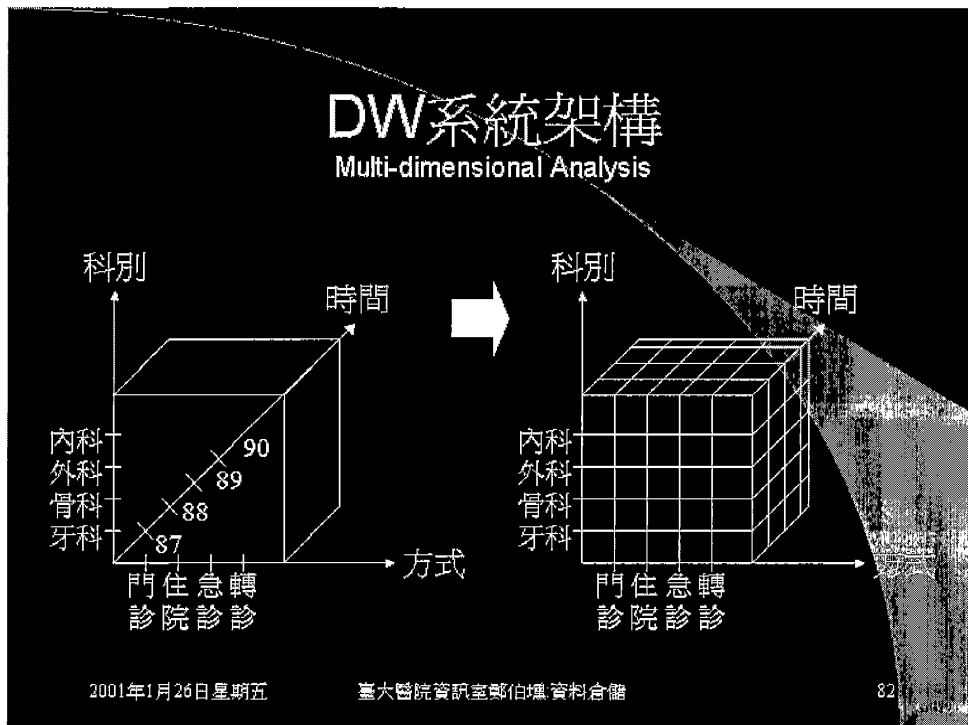 DW系統架構
Multi-dimensional Analysis
科別
時間
內科
外科
骨科
牙科
90
89
88
87
方式
門診
住院
急診
轉診
科別
時間
內科
外科
骨科
牙科
方式
門診
住院
急診
轉診
2001年1月26日星期五
臺大醫院資訊室鄭伯壎:資料倉儲
82